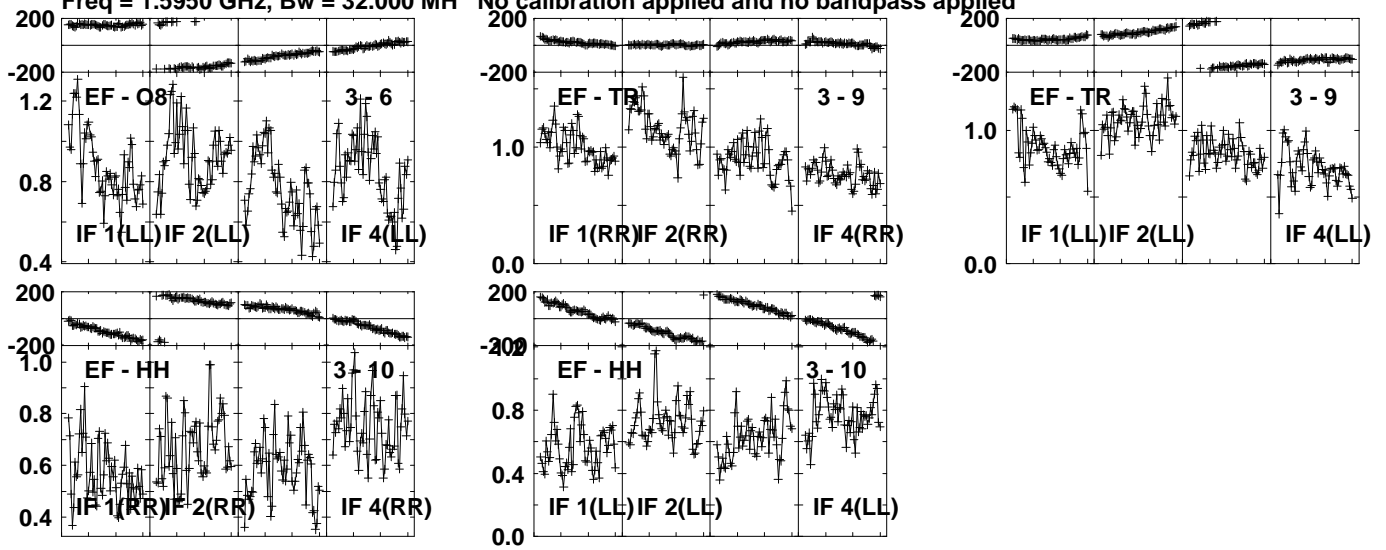 Freq = 1.5950 GHz, Bw = 32.000 MH No calibration applied and no bandpass applied
200
-200
1.2
0.8
0.4
EF - O8
3 - 6
IF 1(LL)
IF 2(LL)
IF 4(LL)
200
-200
1.0
0.0
EF - TR
3 - 9
IF 1(RR)
IF 2(RR)
IF 4(RR)
200
-200
1.0
0.0
EF - TR
3 - 9
IF 1(LL)
IF 2(LL)
IF 4(LL)
200
-200
1.0
0.8
0.6
0.4
EF - HH
3 - 10
IF 1(RR)
IF 2(RR)
IF 4(RR)
200
-200
1.2
0.8
0.4
0.0
EF - HH
3 - 10
IF 1(LL)
IF 2(LL)
IF 4(LL)